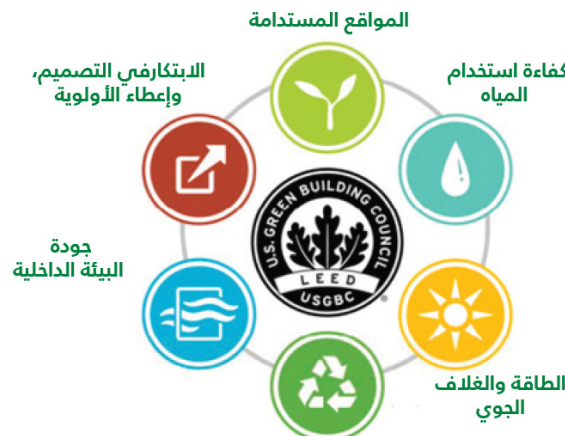 المواقع المستدامة
كفاءة استخدام
المياه
الطاقة والغلاف
الجوي
جودة
البيئة الداخلية
الابتكارفي التصميم،
وإعطاء الأولوية
U.S. GREEN BUILDING COUNCIL
LEED
USGBC
®